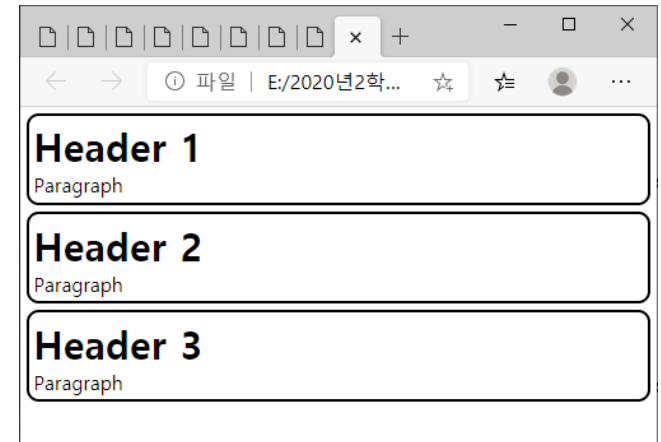 파일 | E:/2020년2학...
Header 1
Paragraph
Header 2
Paragraph
Header 3
Paragraph